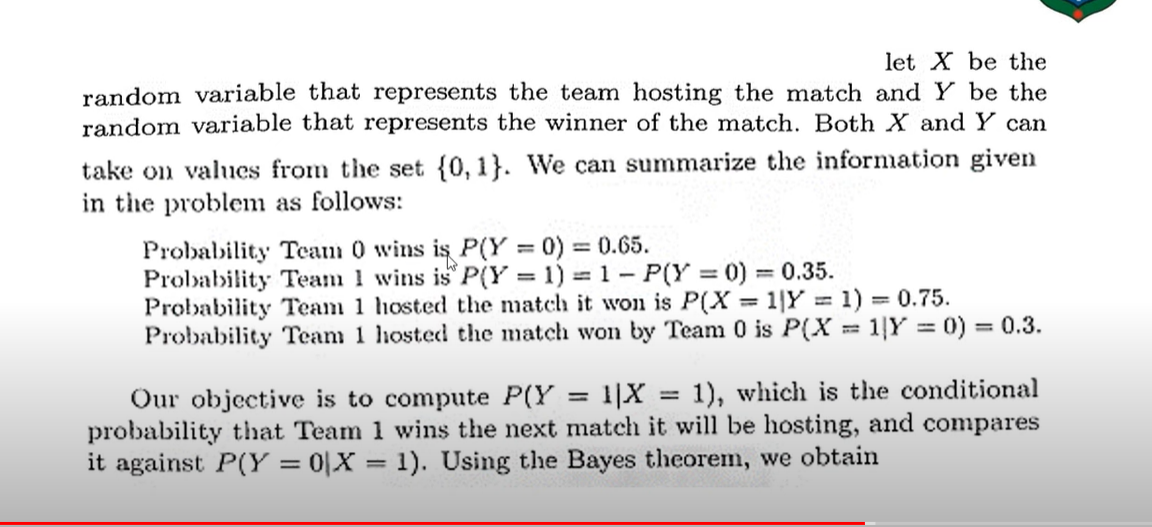 let X be the
random variable that represents the team hosting the match and Y be the
random variable that represents the winner of the match. Both X and Y can
take on values from the set {0, 1}. We can summarize the information given
in the problem as follows:
Probability Team 0 wins is P(Y = 0) = 0.65.
Probability Team 1 wins is P(Y = 1) = 1 − P(Y = 0) = 0.35.
Probability Team 1 hosted the match it won is P(X = 1|Y = 1) = 0.75.
Probability Team 1 hosted the match won by Team 0 is P(X = 1|Y = 0) = 0.3.
Our objective is to compute P(Y = 1|X = 1), which is the conditional
probability that Team 1 wins the next match it will be hosting, and compares
it against P(Y = 0|X = 1). Using the Bayes theorem, we obtain